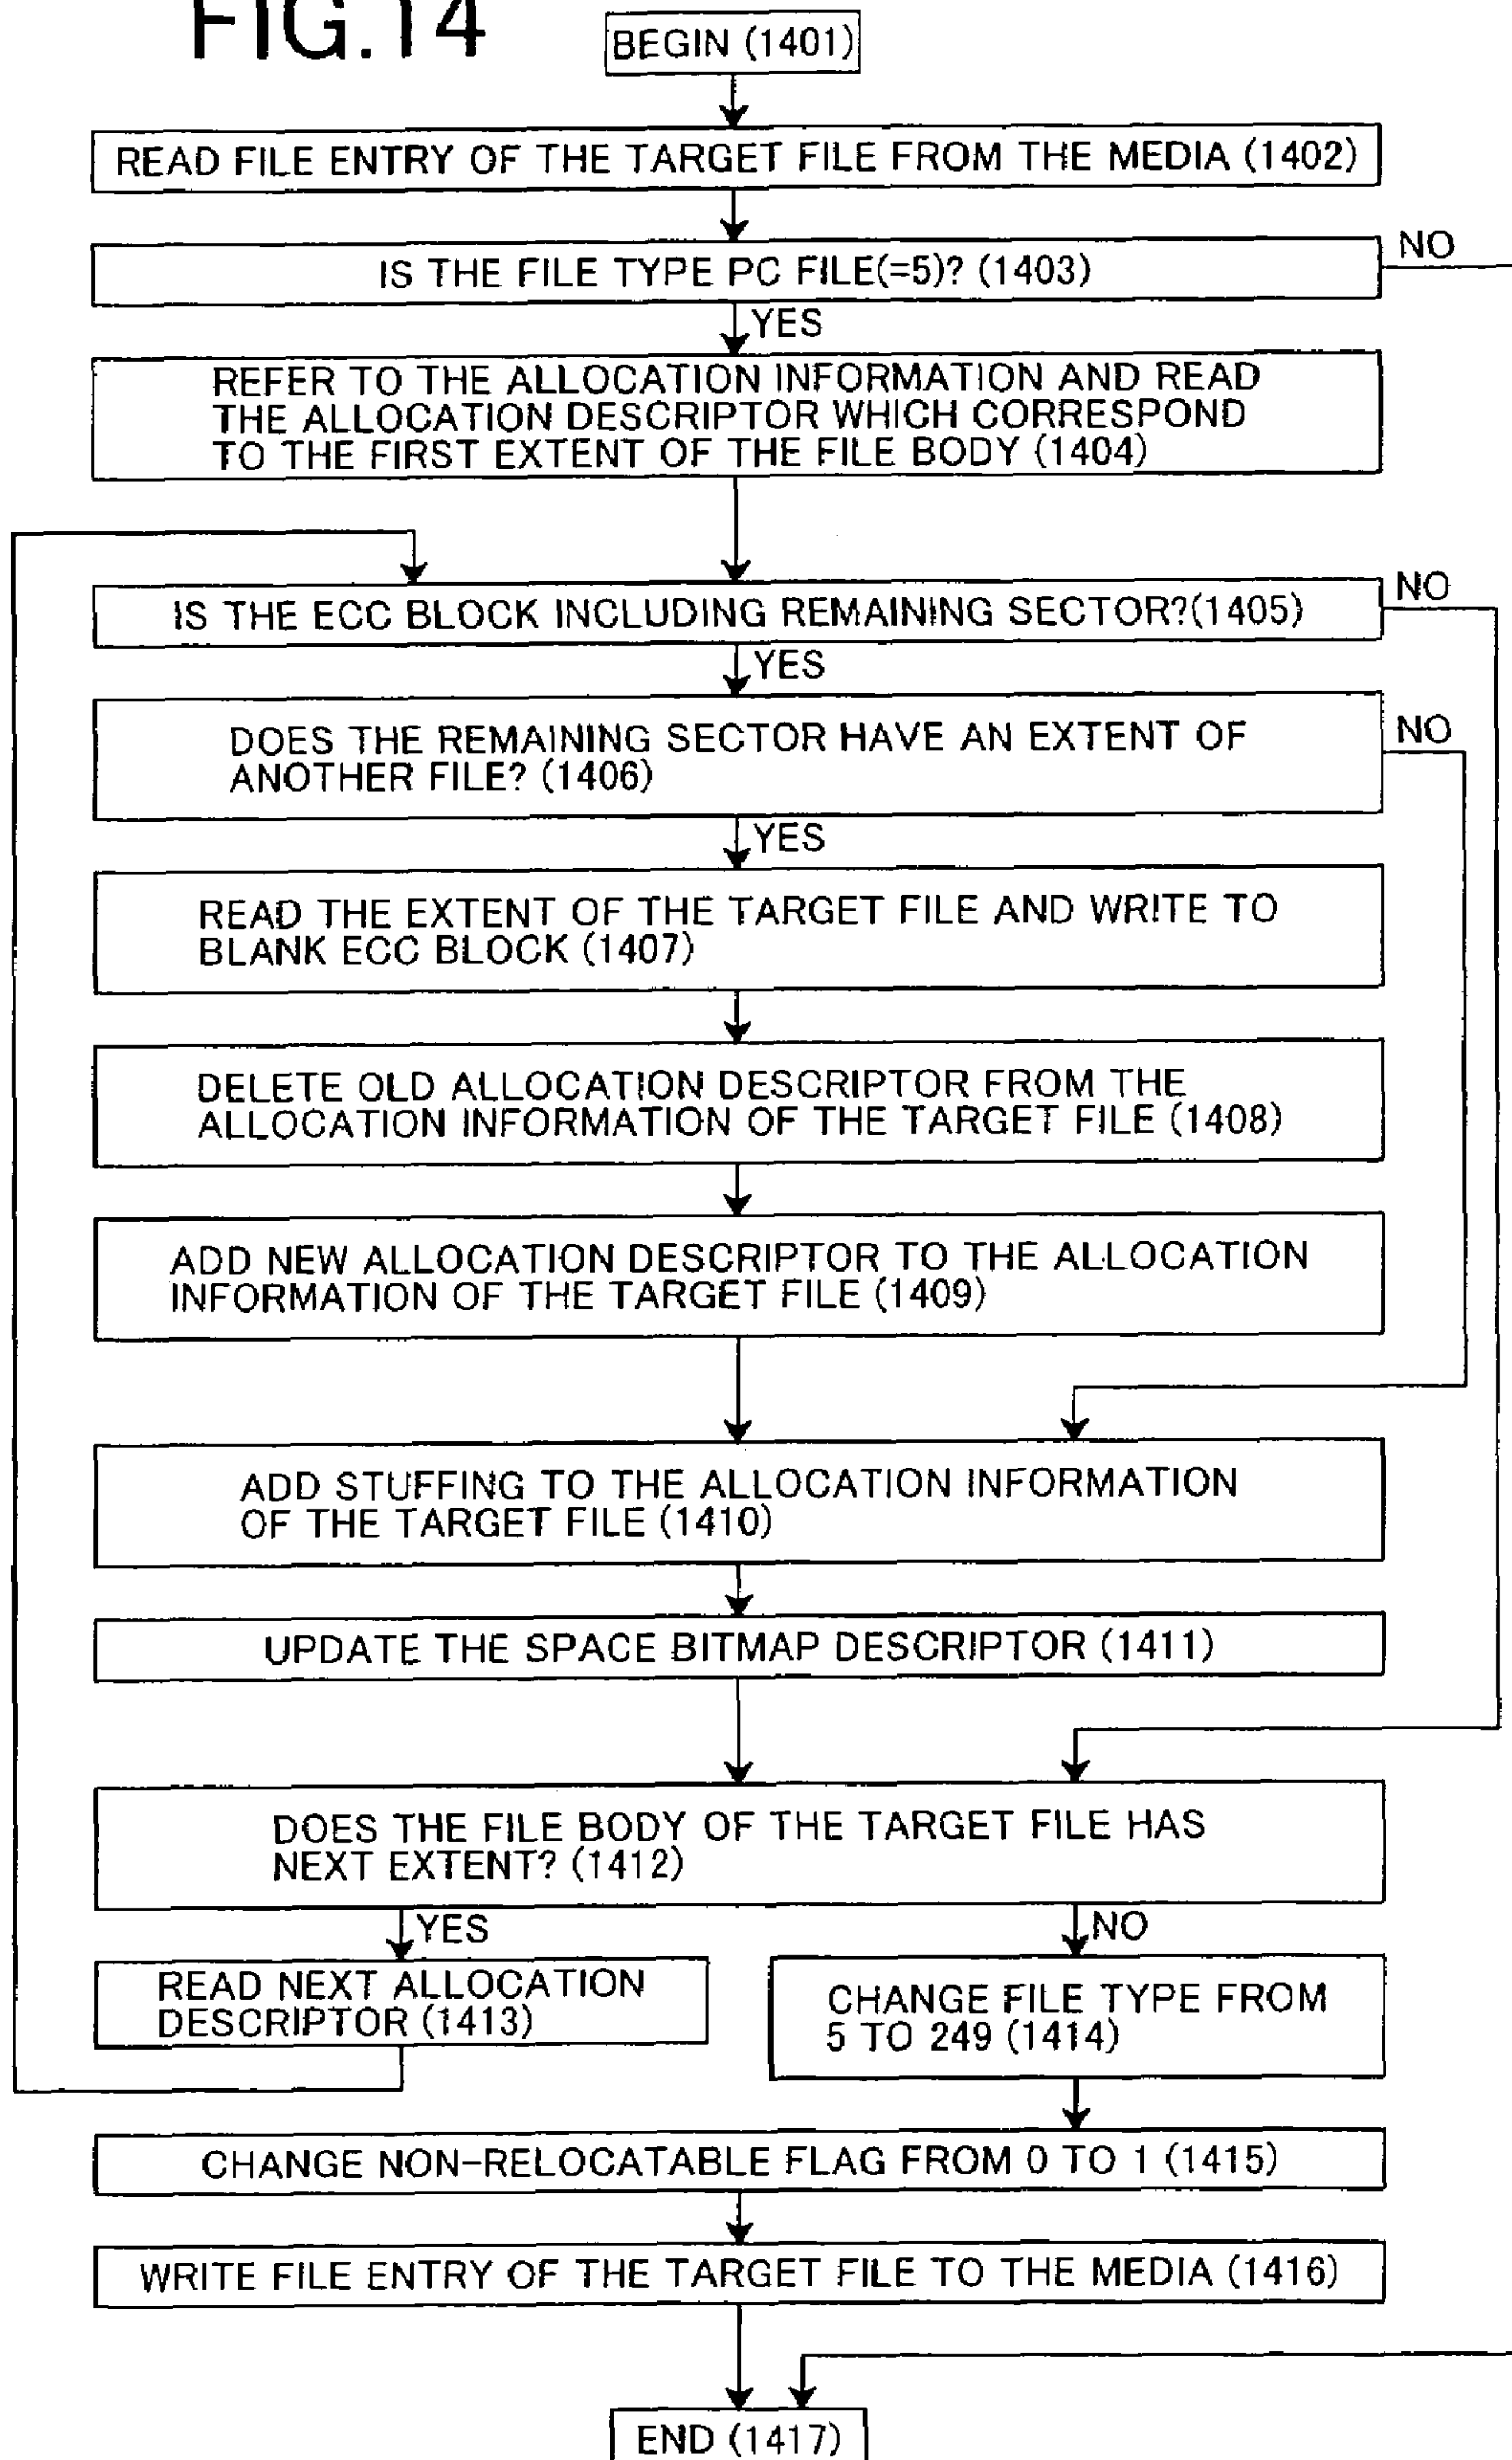 FIG.14
BEGIN (1401)
READ FILE ENTRY OF THE TARGET FILE FROM THE MEDIA (1402)
IS THE FILE TYPE PC FILE(=5)? (1403)
NO
YES
REFER TO THE ALLOCATION INFORMATION AND READ
THE ALLOCATION DESCRIPTOR WHICH CORRESPOND
TO THE FIRST EXTENT OF THE FILE BODY (1404)
IS THE ECC BLOCK INCLUDING REMAINING SECTOR?(1405)
NO
YES
DOES THE REMAINING SECTOR HAVE AN EXTENT OF
ANOTHER FILE? (1406)
NO
YES
READ THE EXTENT OF THE TARGET FILE AND WRITE TO
BLANK ECC BLOCK (1407)
DELETE OLD ALLOCATION DESCRIPTOR FROM THE
ALLOCATION INFORMATION OF THE TARGET FILE (1408)
ADD NEW ALLOCATION DESCRIPTOR TO THE ALLOCATION
INFORMATION OF THE TARGET FILE (1409)
ADD STUFFING TO THE ALLOCATION INFORMATION
OF THE TARGET FILE (1410)
UPDATE THE SPACE BITMAP DESCRIPTOR (1411)
DOES THE FILE BODY OF THE TARGET FILE HAS
NEXT EXTENT? (1412)
YES
NO
READ NEXT ALLOCATION
DESCRIPTOR (1413)
CHANGE FILE TYPE FROM
5 TO 249 (1414)
CHANGE NON-RELOCATABLE FLAG FROM 0 TO 1 (1415)
WRITE FILE ENTRY OF THE TARGET FILE TO THE MEDIA (1416)
END (1417)